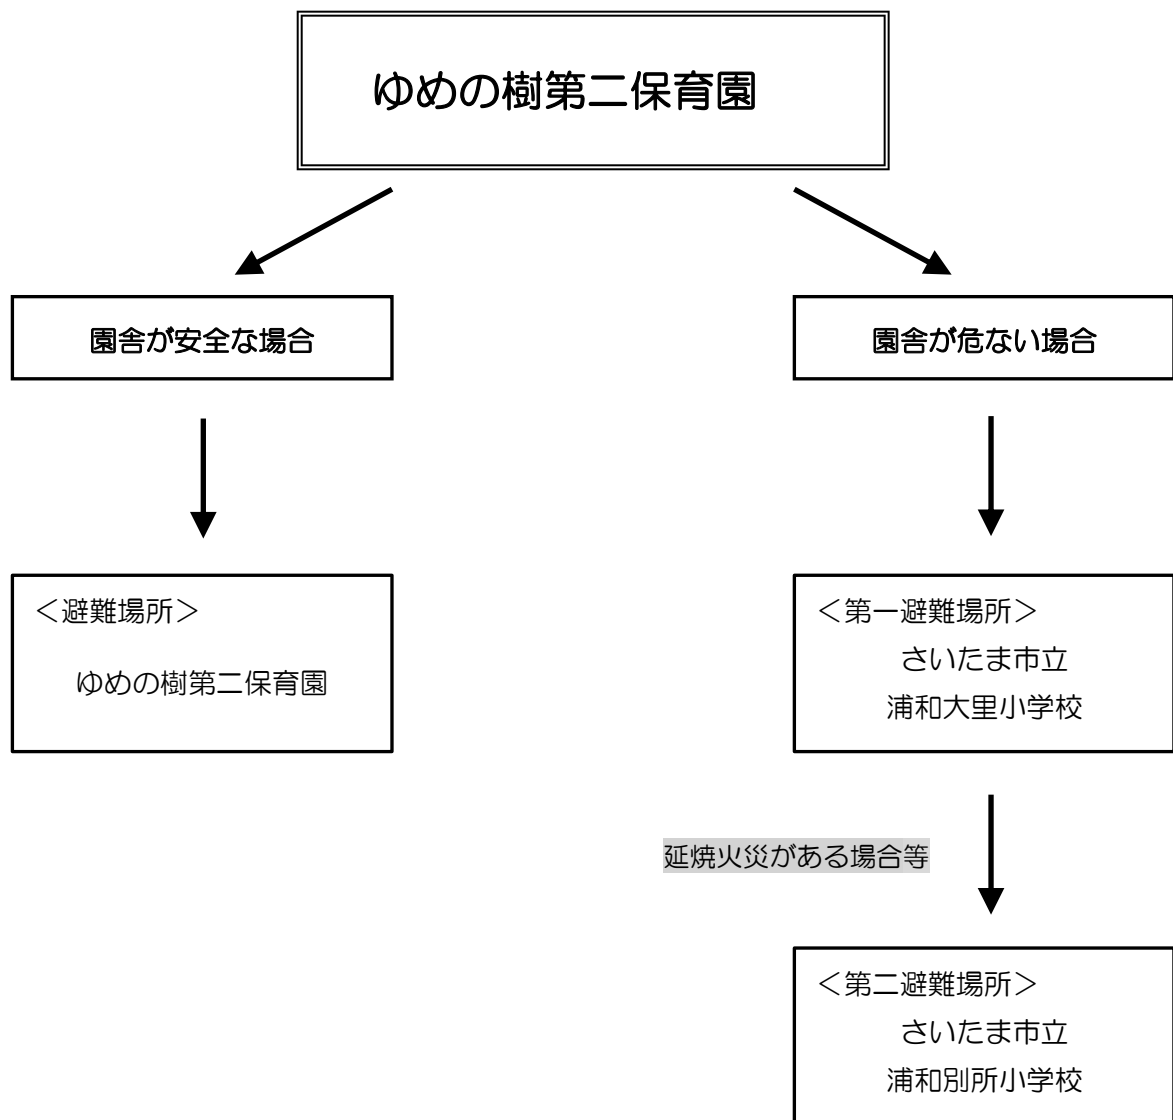 ゆめの樹第二保育園
園舎が安全な場合
園舎が危ない場合
＜避難場所＞
ゆめの樹第二保育園
＜第一避難場所＞
さいたま市立
浦和大里小学校
延焼火災がある場合等
＜第二避難場所＞
さいたま市立
浦和別所小学校